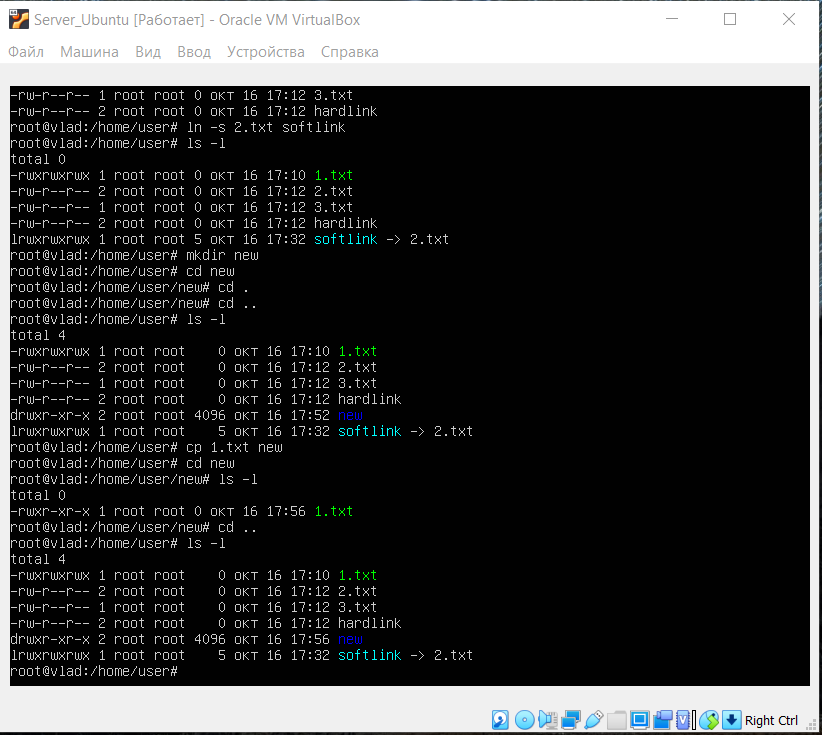 Server_Ubuntu [Работает] - Oracle VM VirtualBox
Файл Машина Вид Ввод Устройства Справка
-rw-r--r-- 1 root root 0 окт 16 17:12 3.txt
-rw-r--r-- 2 root root 0 окт 16 17:12 hardlink
root@vlad:/home/user# ln -s 2.txt softlink
root@vlad:/home/user# ls -l
total 0
-rwxrwxrwx 1 root root 0 окт 16 17:10 1.txt
-rw-r--r-- 2 root root 0 окт 16 17:12 2.txt
-rw-r--r-- 1 root root 0 окт 16 17:12 3.txt
-rw-r--r-- 2 root root 0 окт 16 17:12 hardlink
lrwxrwxrwx 1 root root 5 окт 16 17:32 softlink -> 2.txt
root@vlad:/home/user# mkdir new
root@vlad:/home/user# cd new
root@vlad:/home/user/new# cd .
root@vlad:/home/user/new# cd ..
root@vlad:/home/user# ls -l
total 4
-rwxrwxrwx 1 root root    0 окт 16 17:10 1.txt
-rw-r--r-- 2 root root    0 окт 16 17:12 2.txt
-rw-r--r-- 1 root root    0 окт 16 17:12 3.txt
-rw-r--r-- 2 root root    0 окт 16 17:12 hardlink
drwxr-xr-x 2 root root 4096 окт 16 17:52 new
lrwxrwxrwx 1 root root    5 окт 16 17:32 softlink -> 2.txt
root@vlad:/home/user# cp 1.txt new
root@vlad:/home/user# cd new
root@vlad:/home/user/new# ls -l
total 0
-rwxr-xr-x 1 root root 0 окт 16 17:56 1.txt
root@vlad:/home/user/new# cd ..
root@vlad:/home/user# ls -l
total 4
-rwxrwxrwx 1 root root    0 окт 16 17:10 1.txt
-rw-r--r-- 2 root root    0 окт 16 17:12 2.txt
-rw-r--r-- 1 root root    0 окт 16 17:12 3.txt
-rw-r--r-- 2 root root    0 окт 16 17:12 hardlink
drwxr-xr-x 2 root root 4096 окт 16 17:56 new
lrwxrwxrwx 1 root root    5 окт 16 17:32 softlink -> 2.txt
root@vlad:/home/user#
Right Ctrl